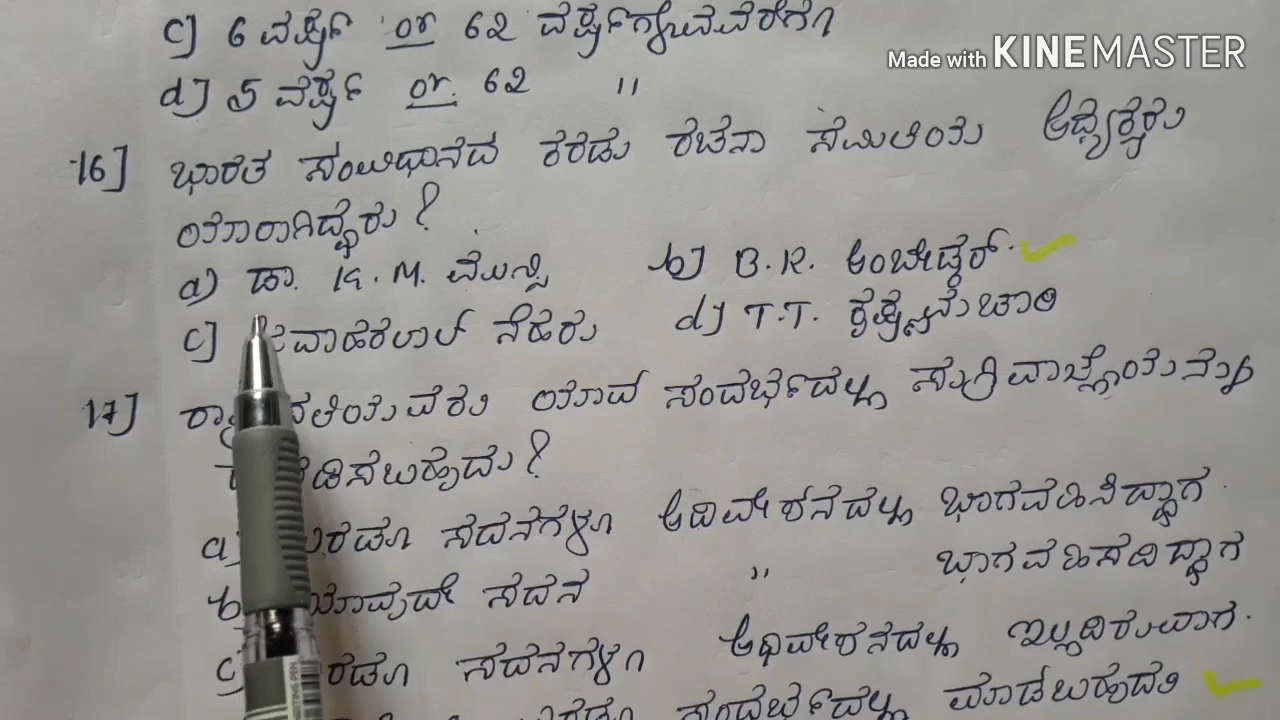 c] 6 ವರ್ಷ or 62 ವರ್ಷಗಳವರೆಗೂ
Made with KINEMASTER
d] 5 ವರ್ಷ or 62 "
16] ಭಾರತ ಸಂವಿಧಾನದ ಕರಡು ರಚನಾ ಸಮಿತಿಯ ಅಧ್ಯಕ್ಷರು
ಯಾರಾಗಿದ್ದರು ?
a) ಡಾ. K. M. ಮುನ್ಷಿ b] B.R. ಅಂಬೇಡ್ಕರ್.
c] ಜವಾಹರಲಾಲ್ ನೆಹರು d] T.T. ಕೃಷ್ಣಮಚಾರಿ
17] ಯಾವ ಸಂದರ್ಭದಲ್ಲಿ ಸುಗ್ರೀವಾಜ್ಞೆಯನ್ನು
?
a] ಸದನಗಳೂ ಅಧಿವೇಶನದಲ್ಲಿ ಭಾಗವಹಿಸಿದ್ದಾಗ.
b] ಯಾವುದೇ ಸದನ " ಭಾಗವಹಿಸದಿದ್ದಾಗ
c] ಸದನಗಳೂ ಅಧಿವೇಶನದಲ್ಲಿ ಇಲ್ಲದಿರುವಾಗ.
ಸಂದರ್ಭದಲ್ಲಿ ಮಾಡಬಹುದು